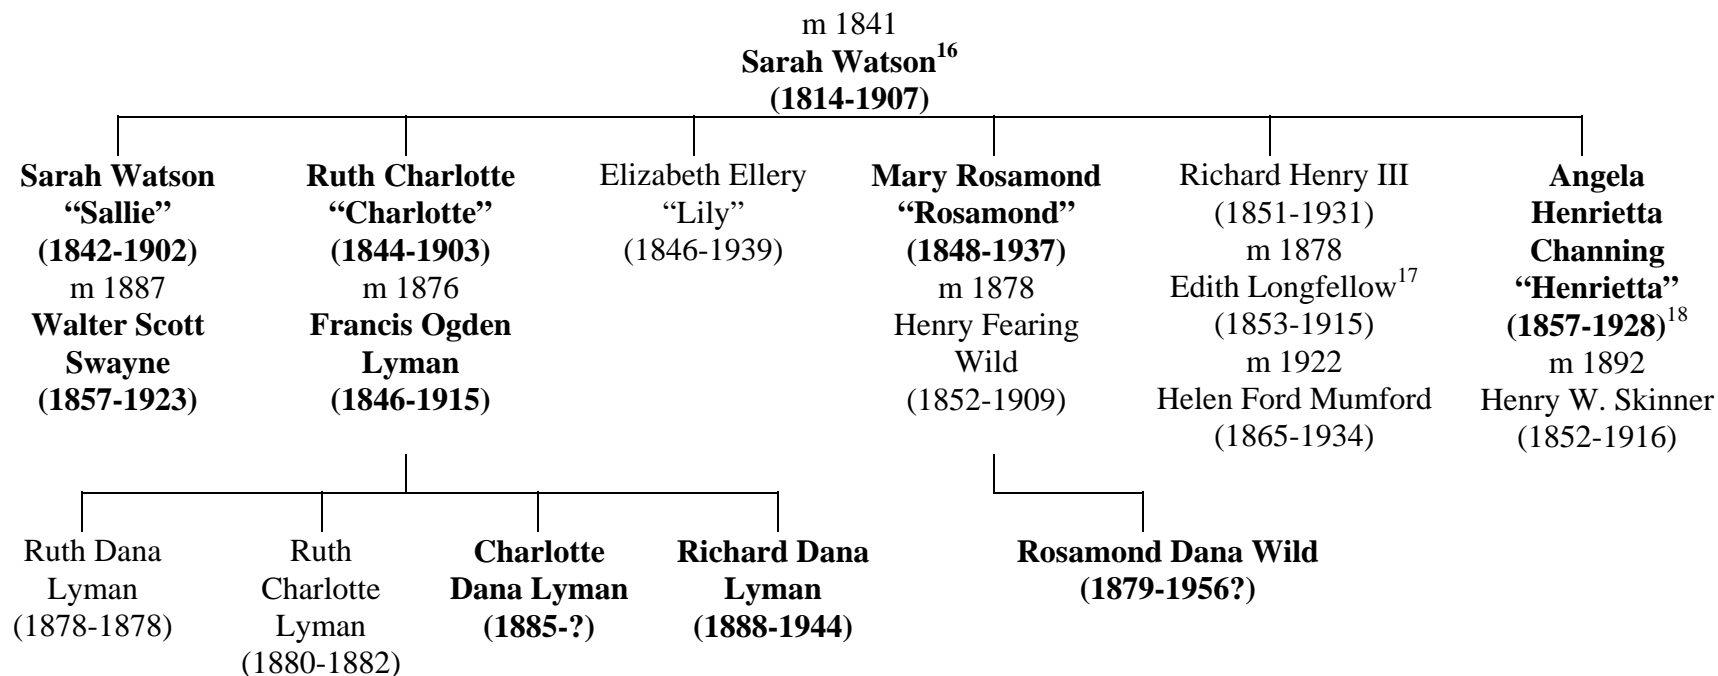 m 1841
Sarah Watson16
(1814-1907)
Sarah Watson
“Sallie”
(1842-1902)
m 1887
Walter Scott
Swayne
(1857-1923)
Ruth Charlotte
“Charlotte”
(1844-1903)
m 1876
Francis Ogden
Lyman
(1846-1915)
Elizabeth Ellery
“Lily”
(1846-1939)
Mary Rosamond
“Rosamond”
(1848-1937)
m 1878
Henry Fearing
Wild
(1852-1909)
Richard Henry III
(1851-1931)
m 1878
Edith Longfellow17
(1853-1915)
m 1922
Helen Ford Mumford
(1865-1934)
Angela
Henrietta
Channing
“Henrietta”
(1857-1928)18
m 1892
Henry W. Skinner
(1852-1916)
Ruth Dana
Lyman
(1878-1878)
Ruth
Charlotte
Lyman
(1880-1882)
Charlotte
Dana Lyman
(1885-?)
Richard Dana
Lyman
(1888-1944)
Rosamond Dana Wild
(1879-1956?)